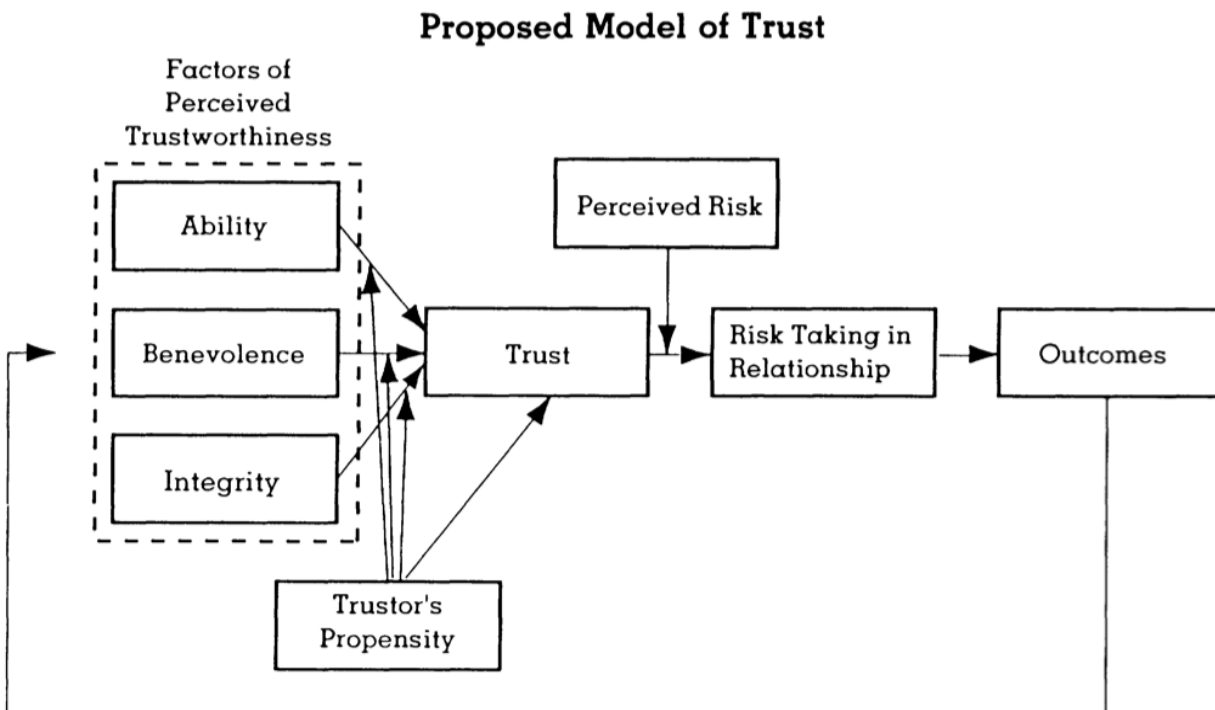 Proposed Model of Trust
Factors of
Perceived
Trustworthiness
Ability
Benevolence
Integrity
Trustor's
Propensity
Trust
Perceived Risk
Risk Taking in
Relationship
Outcomes